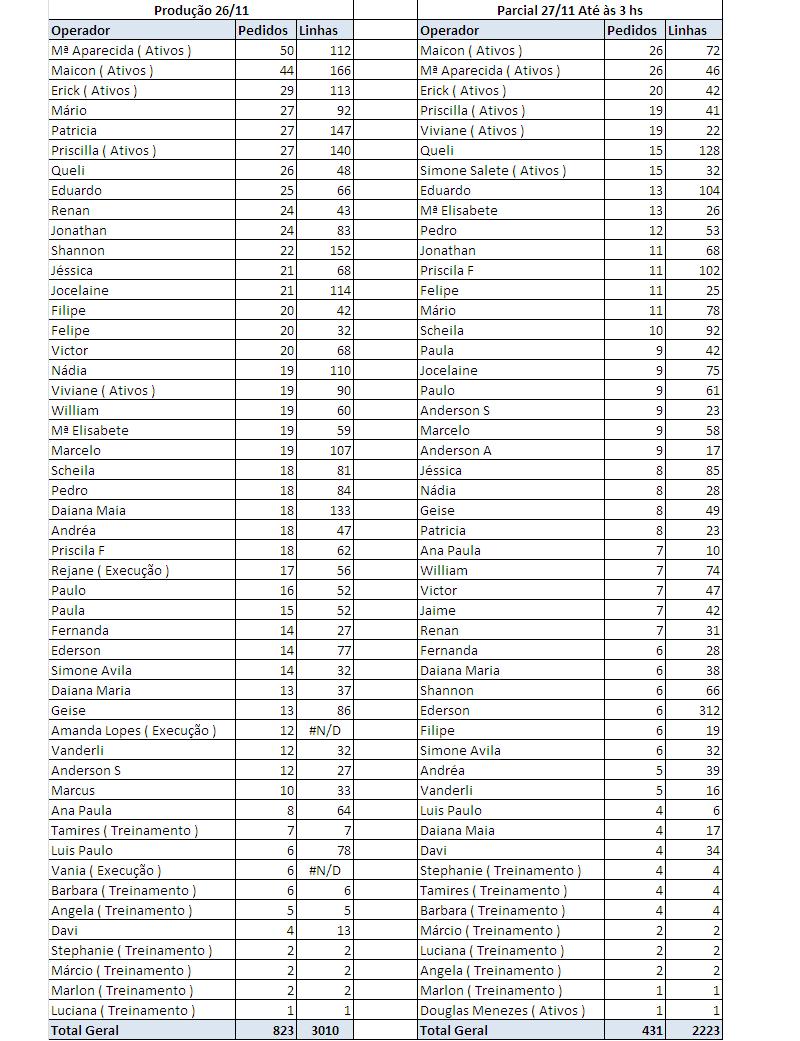 Produção 26/11 Parcial 27/11 Até às 3 hs
Operador Pedidos Linhas Operador Pedidos Linhas
Mª Aparecida ( Ativos ) 50 112 Maicon ( Ativos ) 26 72
Maicon ( Ativos ) 44 166 Mª Aparecida ( Ativos ) 26 46
Erick ( Ativos ) 29 113 Erick ( Ativos ) 20 42
Mário 27 92 Priscilla ( Ativos ) 19 41
Patricia 27 147 Viviane ( Ativos ) 19 22
Priscilla ( Ativos ) 27 140 Queli 15 128
Queli 26 48 Simone Salete ( Ativos ) 15 32
Eduardo 25 66 Eduardo 13 104
Renan 24 43 Mª Elisabete 13 26
Jonathan 24 83 Pedro 12 53
Shannon 22 152 Jonathan 11 68
Jéssica 21 68 Priscila F 11 102
Jocelaine 21 114 Felipe 11 25
Filipe 20 42 Mário 11 78
Felipe 20 32 Scheila 10 92
Victor 20 68 Paula 9 42
Nádia 19 110 Jocelaine 9 75
Viviane ( Ativos ) 19 90 Paulo 9 61
William 19 60 Anderson S 9 23
Mª Elisabete 19 59 Marcelo 9 58
Marcelo 19 107 Anderson A 9 17
Scheila 18 81 Jéssica 8 85
Pedro 18 84 Nádia 8 28
Daiana Maia 18 133 Geise 8 49
Andréa 18 47 Patricia 8 23
Priscila F 18 62 Ana Paula 7 10
Rejane ( Execução ) 17 56 William 7 74
Paulo 16 52 Victor 7 47
Paula 15 52 Jaime 7 42
Fernanda 14 27 Renan 7 31
Ederson 14 77 Fernanda 6 28
Simone Avila 14 32 Daiana Maria 6 38
Daiana Maria 13 37 Shannon 6 66
Geise 13 86 Ederson 6 312
Amanda Lopes ( Execução ) 12 #N/D Filipe 6 19
Vanderli 12 32 Simone Avila 6 32
Anderson S 12 27 Andréa 5 39
Marcus 10 33 Vanderli 5 16
Ana Paula 8 64 Luis Paulo 4 6
Tamires ( Treinamento ) 7 7 Daiana Maia 4 17
Luis Paulo 6 78 Davi 4 34
Vania ( Execução ) 6 #N/D Stephanie ( Treinamento ) 4 4
Barbara ( Treinamento ) 6 6 Tamires ( Treinamento ) 4 4
Angela ( Treinamento ) 5 5 Barbara ( Treinamento ) 4 4
Davi 4 13 Márcio ( Treinamento ) 2 2
Stephanie ( Treinamento ) 2 2 Luciana ( Treinamento ) 2 2
Márcio ( Treinamento ) 2 2 Angela ( Treinamento ) 2 2
Marlon ( Treinamento ) 2 2 Marlon ( Treinamento ) 1 1
Luciana ( Treinamento ) 1 1 Douglas Menezes ( Ativos ) 1 1
Total Geral 823 3010 Total Geral 431 2223